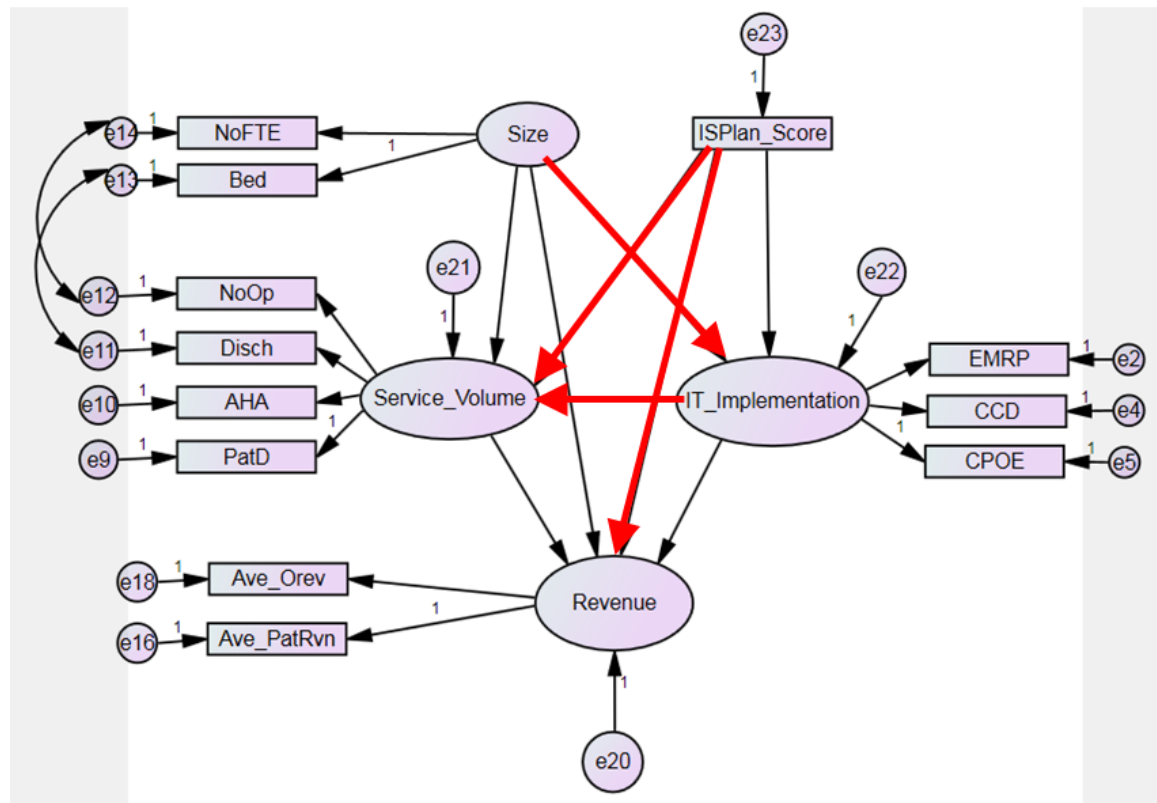 e23
1
e14
1
NoFTE
Size
ISPlan_Score
1
e13
1
Bed
e21
e22
e12
1
NoOp
1
1
e11
1
Disch
EMRP
1
e2
e10
1
AHA
Service_Volume
IT_Implementation
CCD
1
e4
1
1
e9
1
PatD
CPOE
1
e5
e18
1
Ave_Orev
1
Revenue
e16
1
Ave_PatRvn
1
e20